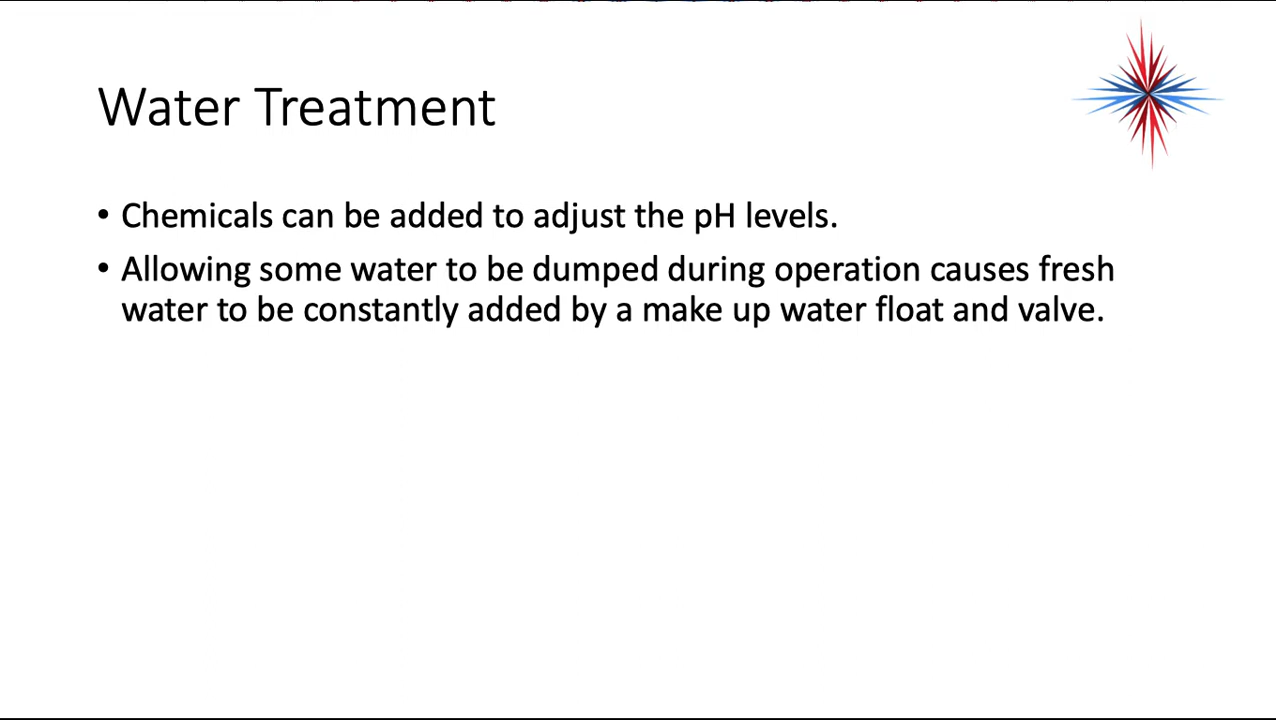 Water Treatment
• Chemicals can be added to adjust the pH levels.
• Allowing some water to be dumped during operation causes fresh
water to be constantly added by a make up water float and valve.